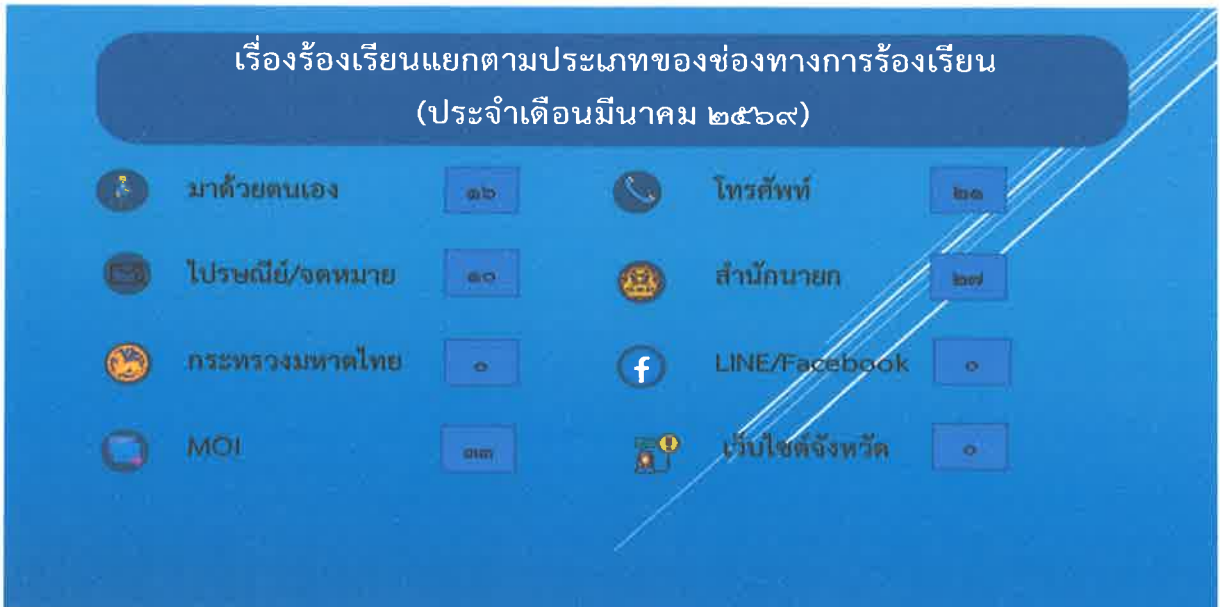 เรื่องร้องเรียนแยกตามประเภทของช่องทางการร้องเรียน
(ประจำเดือนมีนาคม ๒๕๖๙)
มาด้วยตนเอง ๑๖ โทรศัพท์ ๒๑
ไปรษณีย์/จดหมาย ๑๐ สำนักนายก ๒๗
กระทรวงมหาดไทย ๐ LINE/Facebook ๐
MOI ๓๓ เว็บไซต์จังหวัด ๐